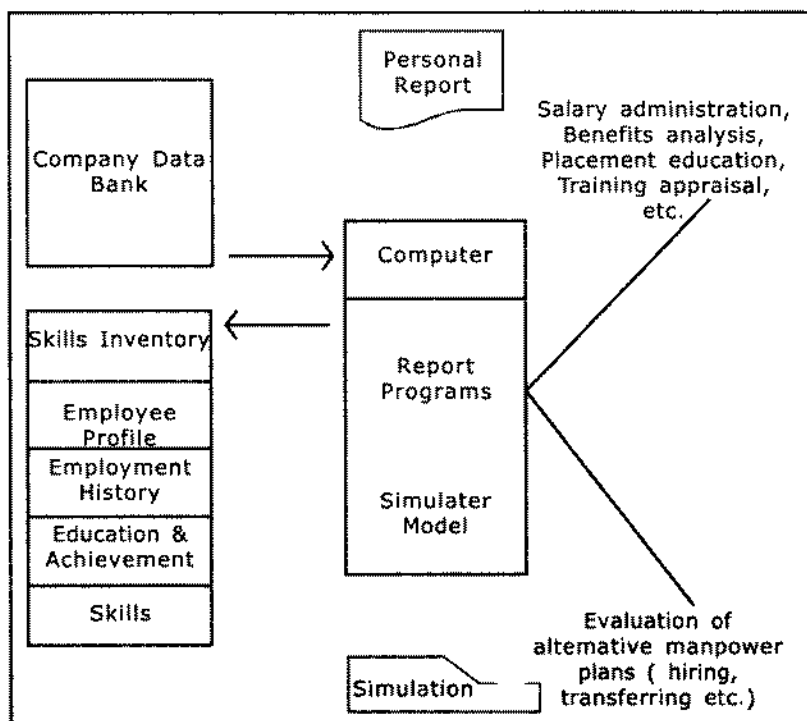 Personal
Report
Salary administration,
Benefits analysis,
Placement education,
Training appraisal,
etc.
Company Data
Bank
Computer
Skills Inventory
Report
Programs
Employee
Profile
Employment
History
Simulater
Model
Education &
Achievement
Skills
Evaluation of
alternative manpower
plans ( hiring,
transferring etc.)
Simulation